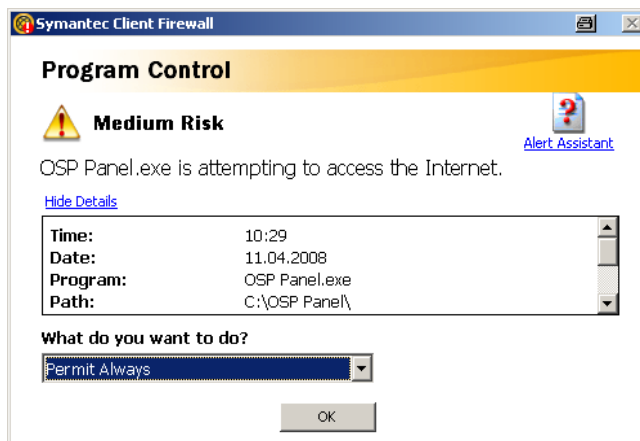 Symantec Client Firewall
Program Control
Medium Risk
Alert Assistant
OSP Panel.exe is attempting to access the Internet.
Hide Details
Time: 10:29
Date: 11.04.2008
Program: OSP Panel.exe
Path: C:\OSP Panel\
What do you want to do?
Permit Always
OK